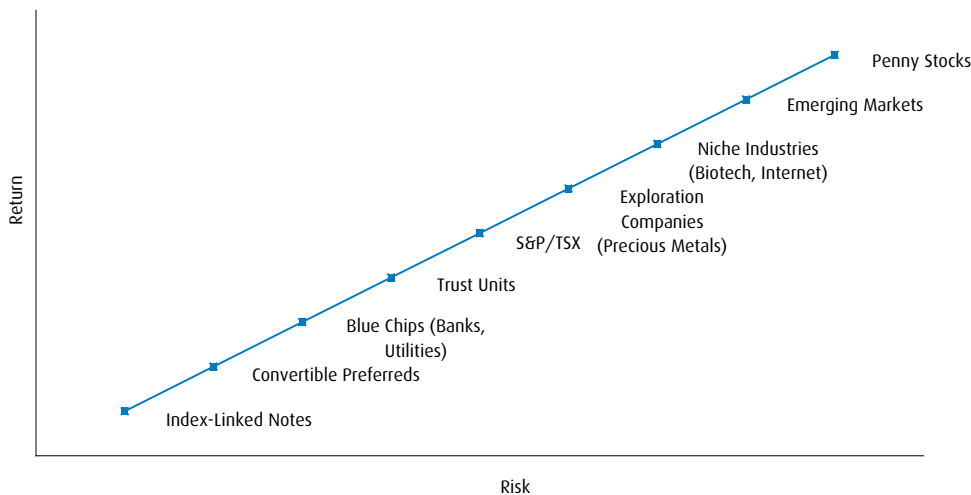 Penny Stocks
Emerging Markets
Niche Industries
(Biotech, Internet)
Exploration
Companies
(Precious Metals)
S&P/TSX
Trust Units
Blue Chips (Banks,
Utilities)
Convertible Preferreds
Index-Linked Notes
Return
Risk